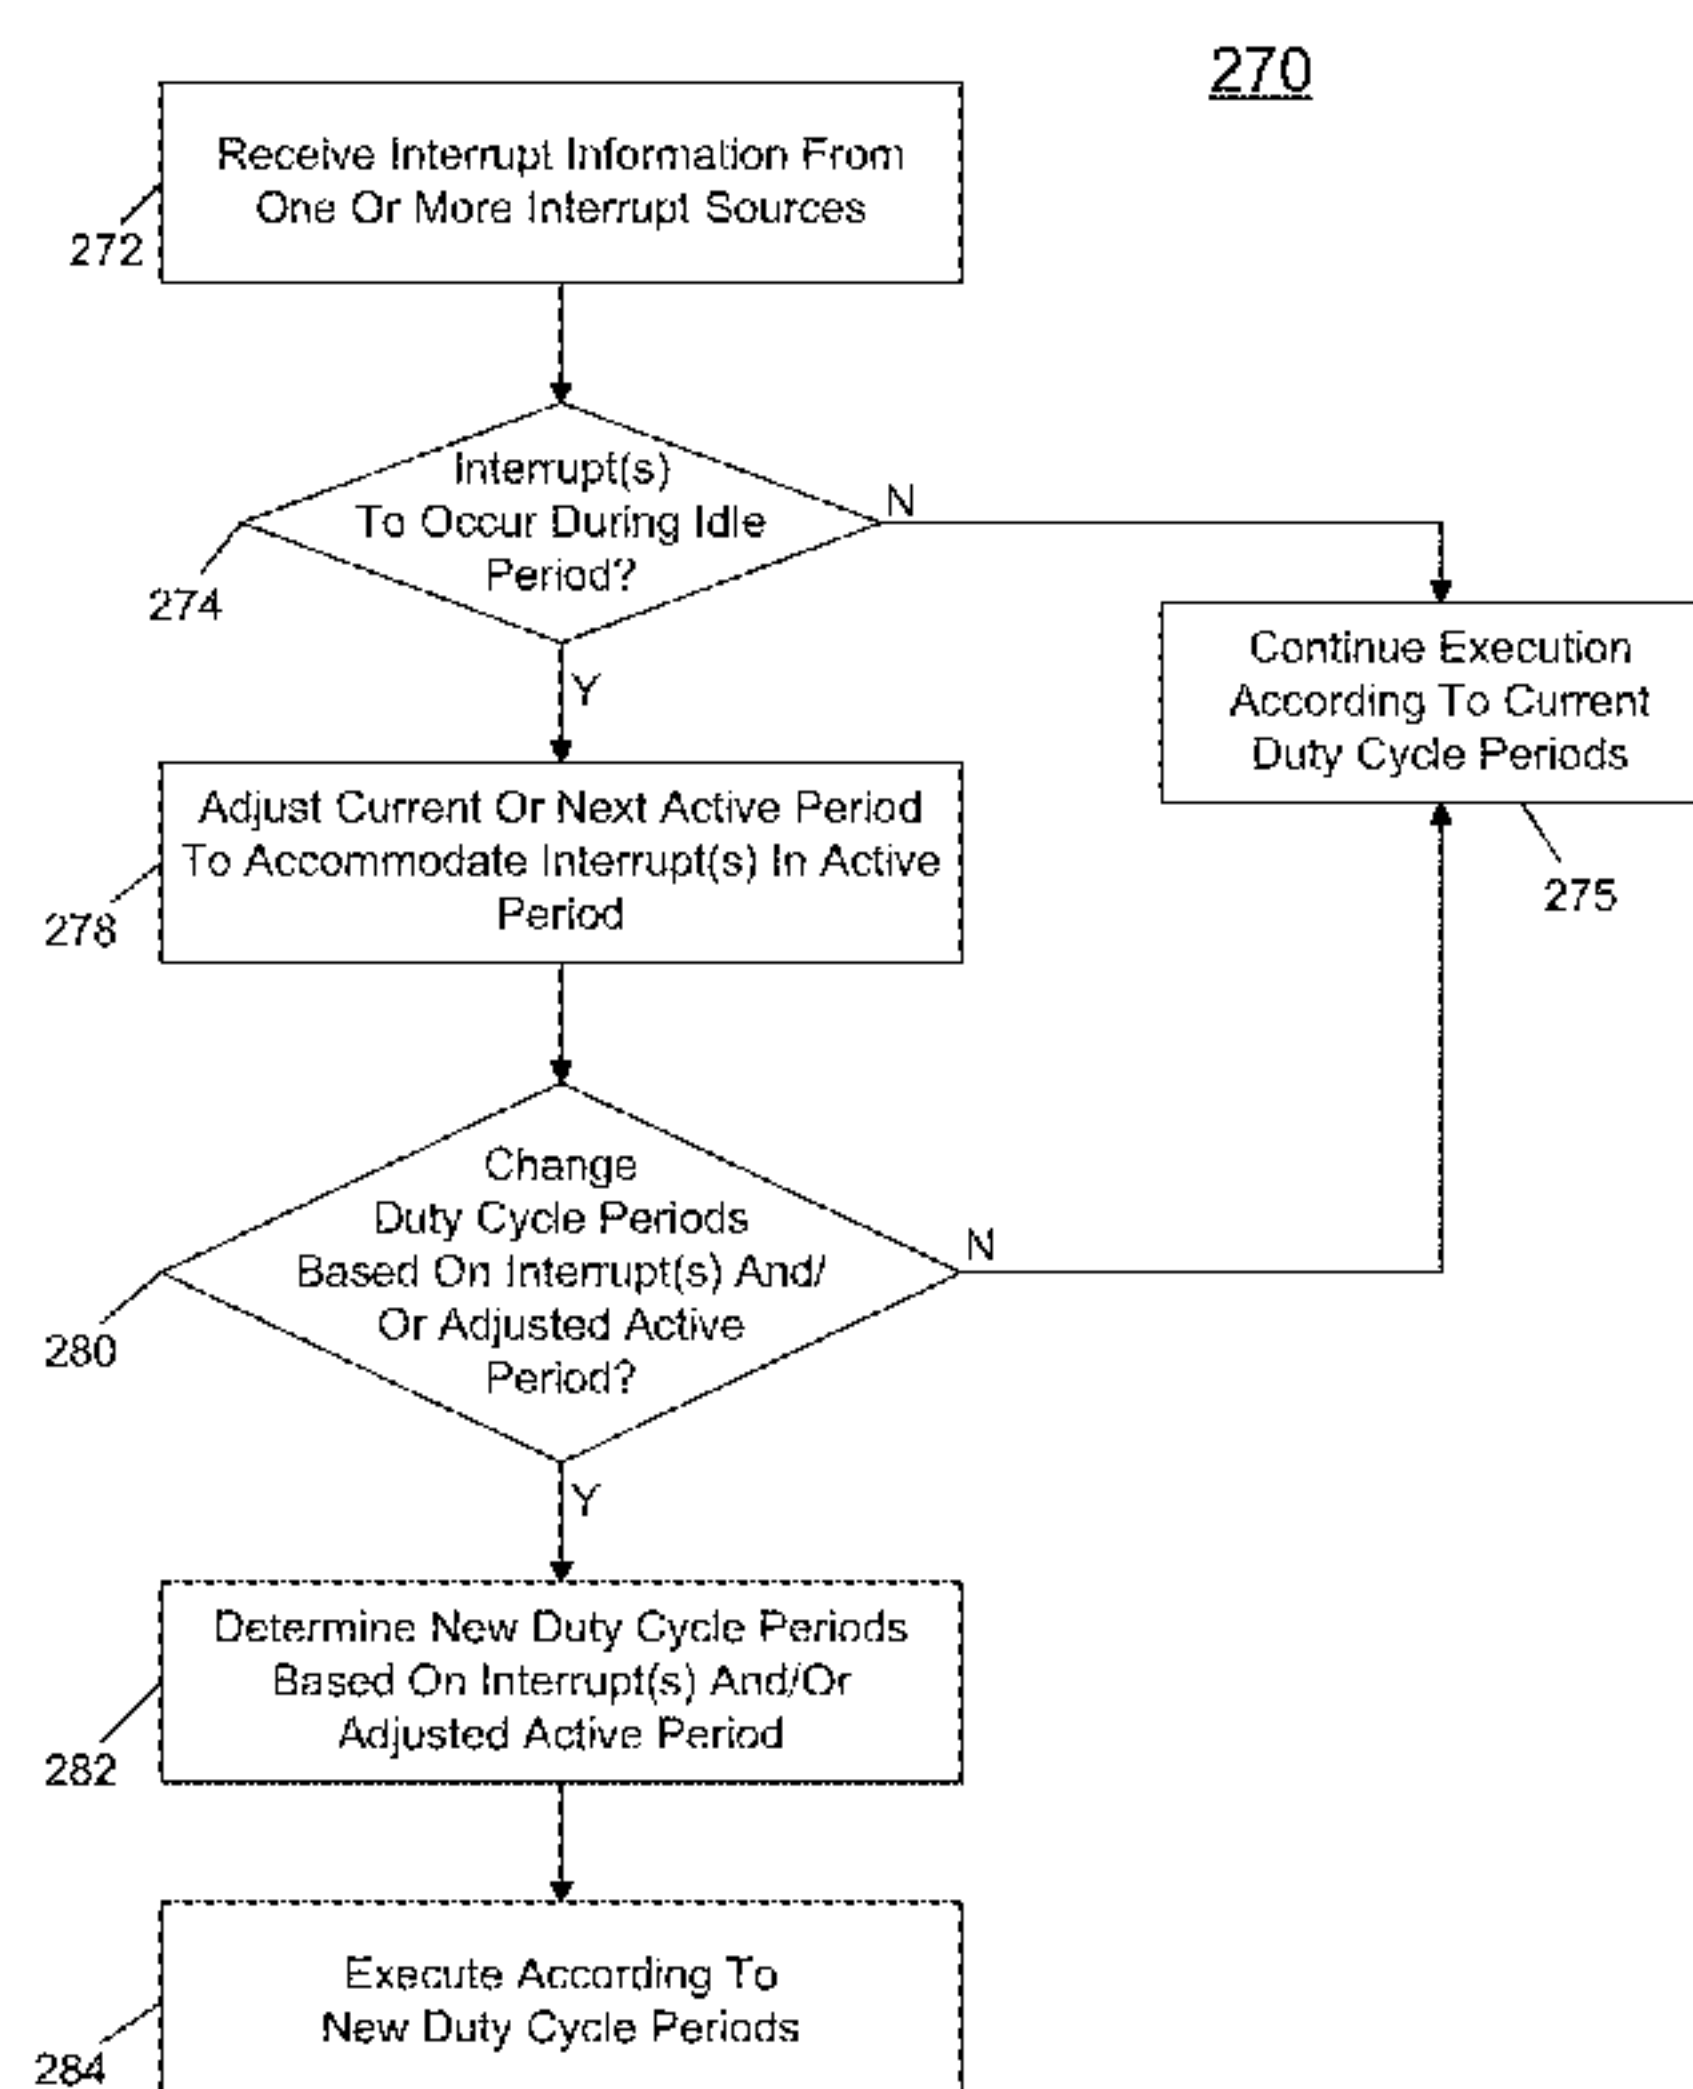 270
Receive Interrupt Information From
One Or More Interrupt Sources
272
Interrupt(s)
To Occur During Idle
Period?
N
274
Y
Continue Execution
According To Current
Duty Cycle Periods
275
Adjust Current Or Next Active Period
To Accommodate Interrupt(s) In Active
Period
278
Change
Duty Cycle Periods
Based On Interrupt(s) And/
Or Adjusted Active
Period?
N
280
Y
Determine New Duty Cycle Periods
Based On Interrupt(s) And/Or
Adjusted Active Period
282
Execute According To
New Duty Cycle Periods
284